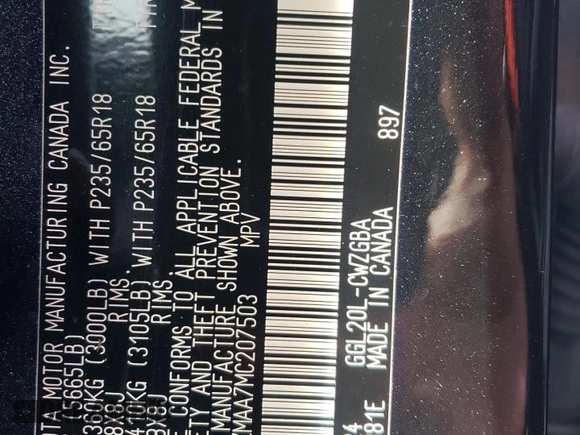 OTA MOTOR MANUFACTURING CANADA INC.
(5665LB)
KG (3000LB) WITH P235/65R18
RIMS,
KG (3105LB) WITH P235/65R18
RIMS,
CONFORMS TO ALL APPLICABLE FEDERAL M
ETY AND THEFT PREVENTION STANDARDS IN
MANUFACTURE SHOWN ABOVE.
MAA7MC207503 MPV
GGL20L-CWZGBA
81E MADE IN CANADA 897